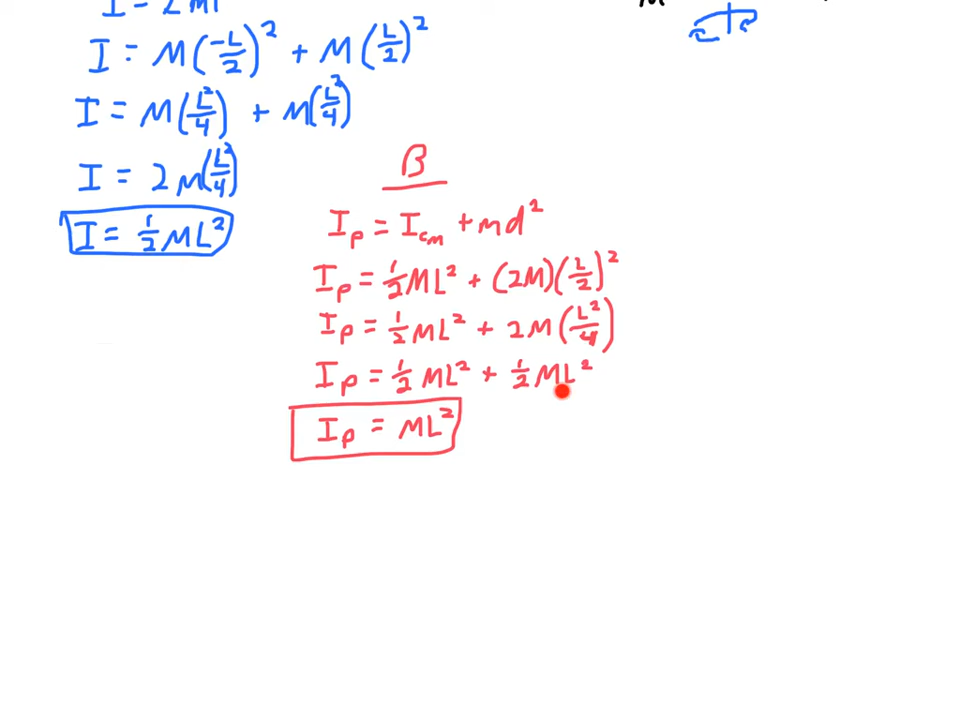 I = M(-L/2)² + M(L/2)²
I = M(L²/4) + M(L²/4)
I = 2M(L²/4)
I = ½ML²
B
Iₚ = I꜀ₘ + md²
Iₚ = ½ML² + (2M)(L/2)²
Iₚ = ½ML² + 2M(L²/4)
Iₚ = ½ML² + ½ML²
Iₚ = ML²